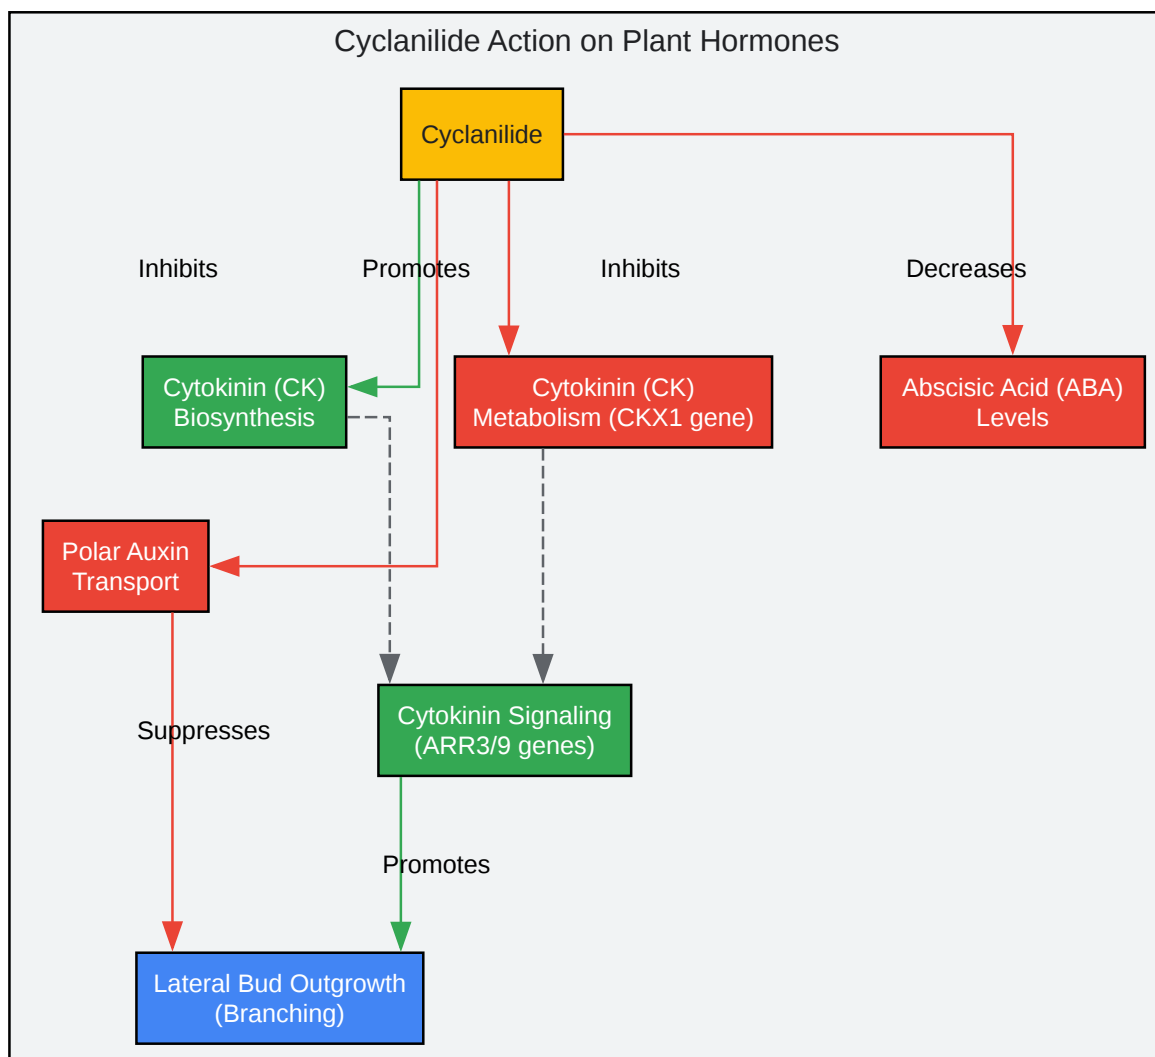 Cyclanilide Action on Plant Hormones
Cyclanilide
Inhibits
Promotes
Inhibits
Decreases
Cytokinin (CK)
Biosynthesis
Cytokinin (CK)
Metabolism (CKX1 gene)
Abscisic Acid (ABA)
Levels
Polar Auxin
Transport
Suppresses
Cytokinin Signaling
(ARR3/9 genes)
Promotes
Lateral Bud Outgrowth
(Branching)